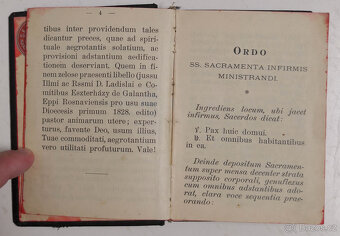 — 4 —
tibus inter providendum tales
dicantur preces, quae ad spiri-
tuale aegrotantis solatium, ac
provisioni adstantium aedifica-
tionem deserviant. Quem in fi-
nem zelose praesenti libello (jussu
Illmi ac Rssmi D. Ladislai e Co-
mitibus Eszterházy de Galantha,
Eppi Rosnaviensis pro usu suae
Dioecesis primum 1828. edito)
pastor animarum utere; exper-
turus, favente Deo, usum illius,
Tuae commoditati, aegrotantium
vero utilitati profuturum. Vale!
ORDO
SS. SACRAMENTA INFIRMIS
MINISTRANDI.
*
Ingrediens locum, ubi jacet
infirmus, Sacerdos dicat:
℣. Pax huic domui.
℟. Et omnibus habitantibus
in ea.
Deinde depositum Sacramen-
tum super mensa decenter strata
supposito corporali, genuflexus
cum omnibus adstantibus ado-
rat, clara voce sequentia prae-
orando: